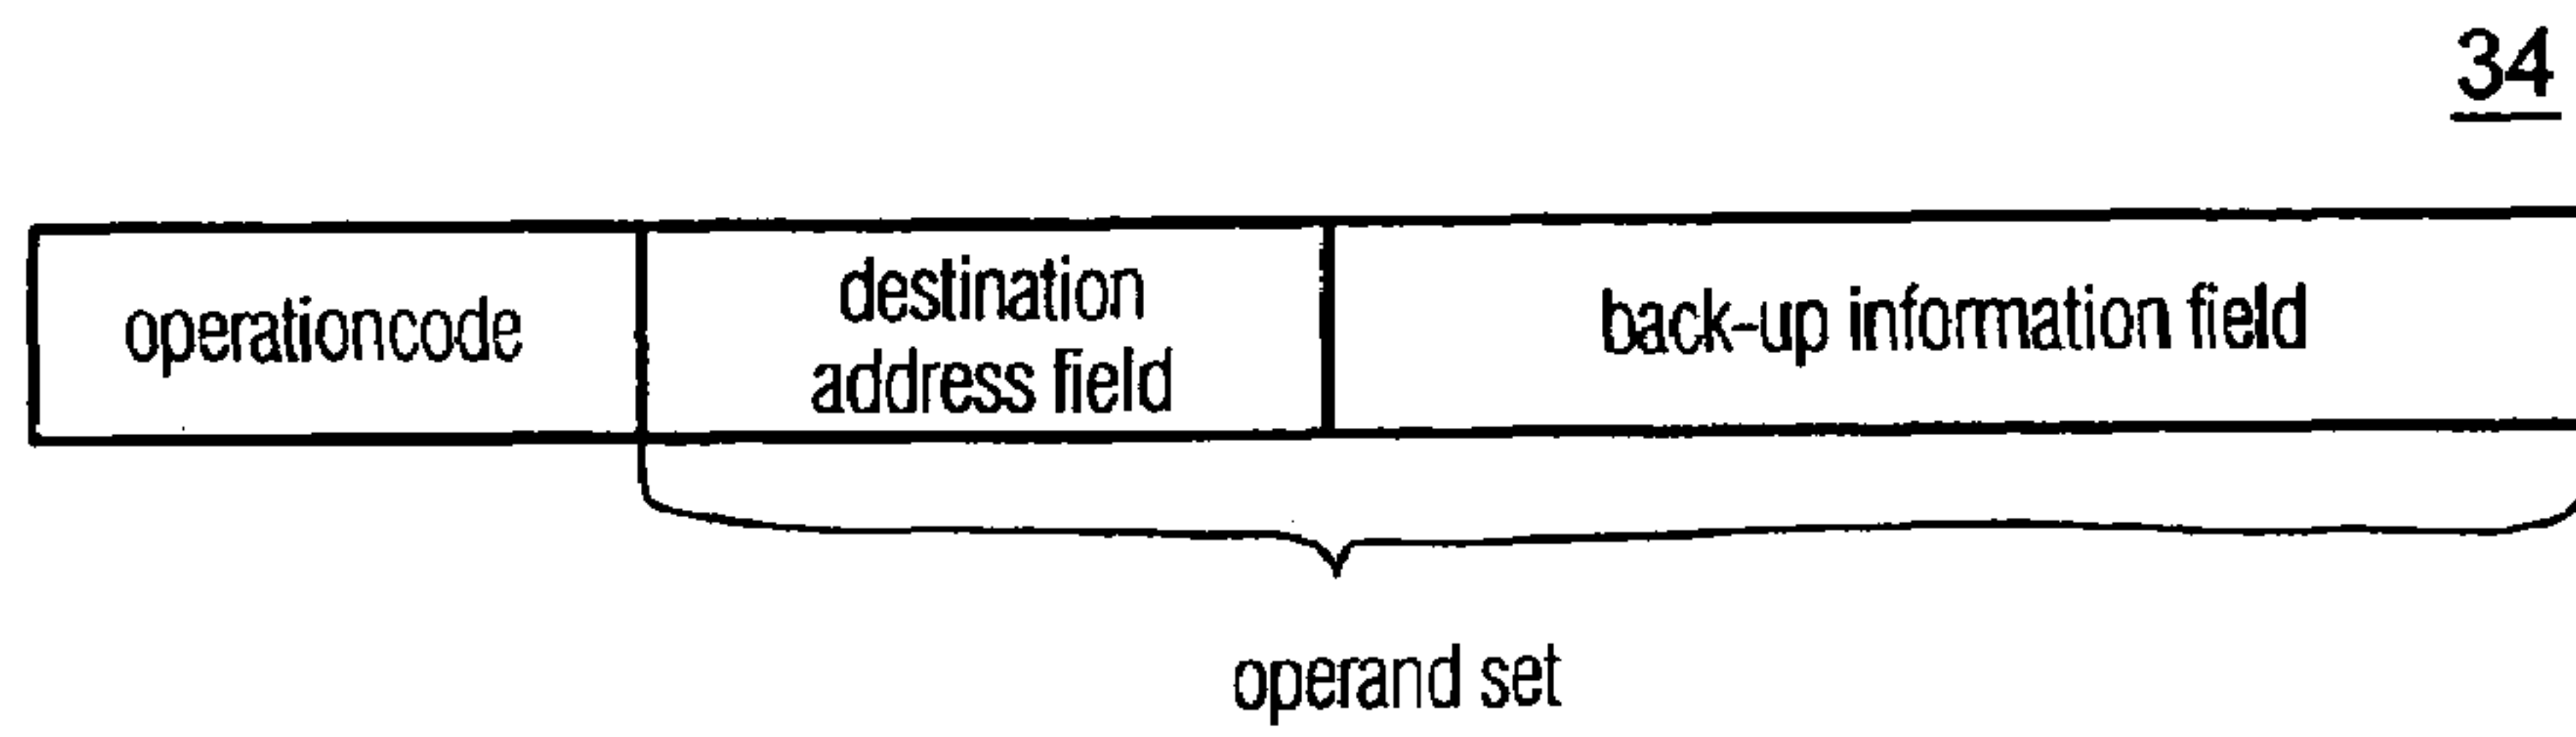 34
operationcode
destination
address field
back-up information field
operand set